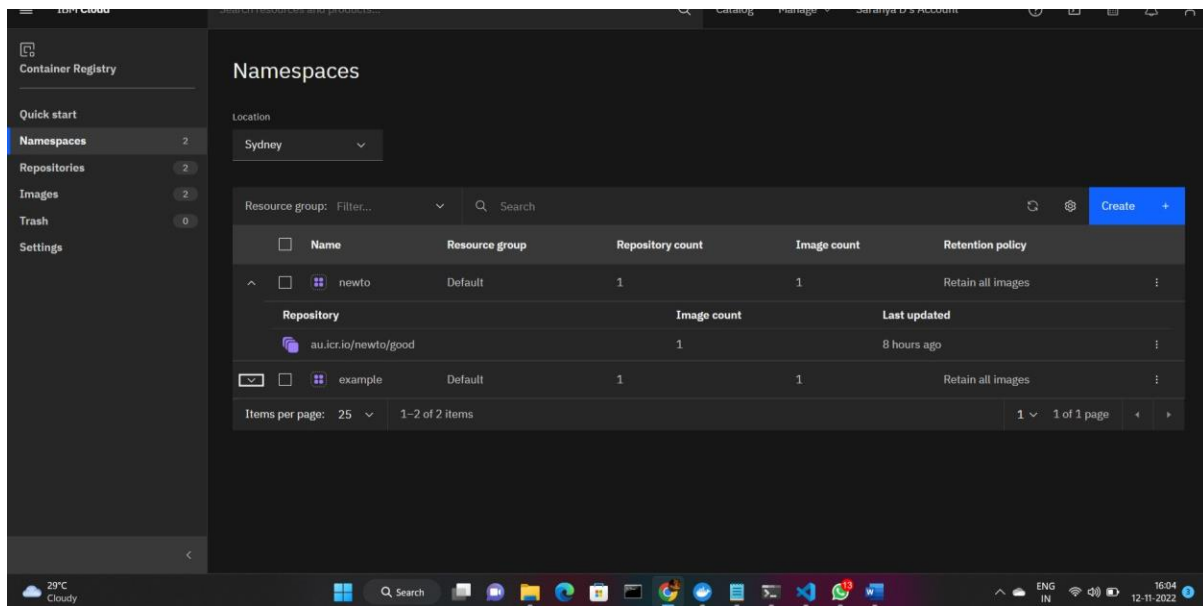 IBM Cloud Search resources and products... Catalog Manage Saranya D's Account
Container Registry
Quick start
Namespaces 2
Repositories 2
Images 2
Trash 0
Settings
Namespaces
Location
Sydney
Resource group: Filter... Search Create +
Name Resource group Repository count Image count Retention policy
newto Default 1 1 Retain all images
Repository Image count Last updated
au.icr.io/newto/good 1 8 hours ago
example Default 1 1 Retain all images
Items per page: 25 1–2 of 2 items 1 1 of 1 page
29°C
Cloudy
Search
13
ENG
IN
16:04
12-11-2022
3